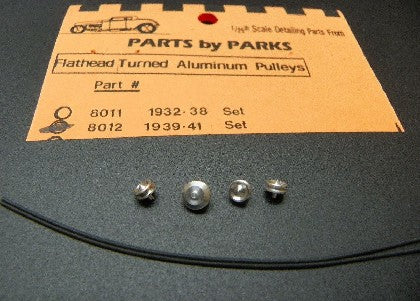 1/25th Scale Detailing Parts From
PARTS by PARKS
Flathead Turned Aluminum Pulleys
Part #
8011 1932-38 Set
8012 1939-41 Set